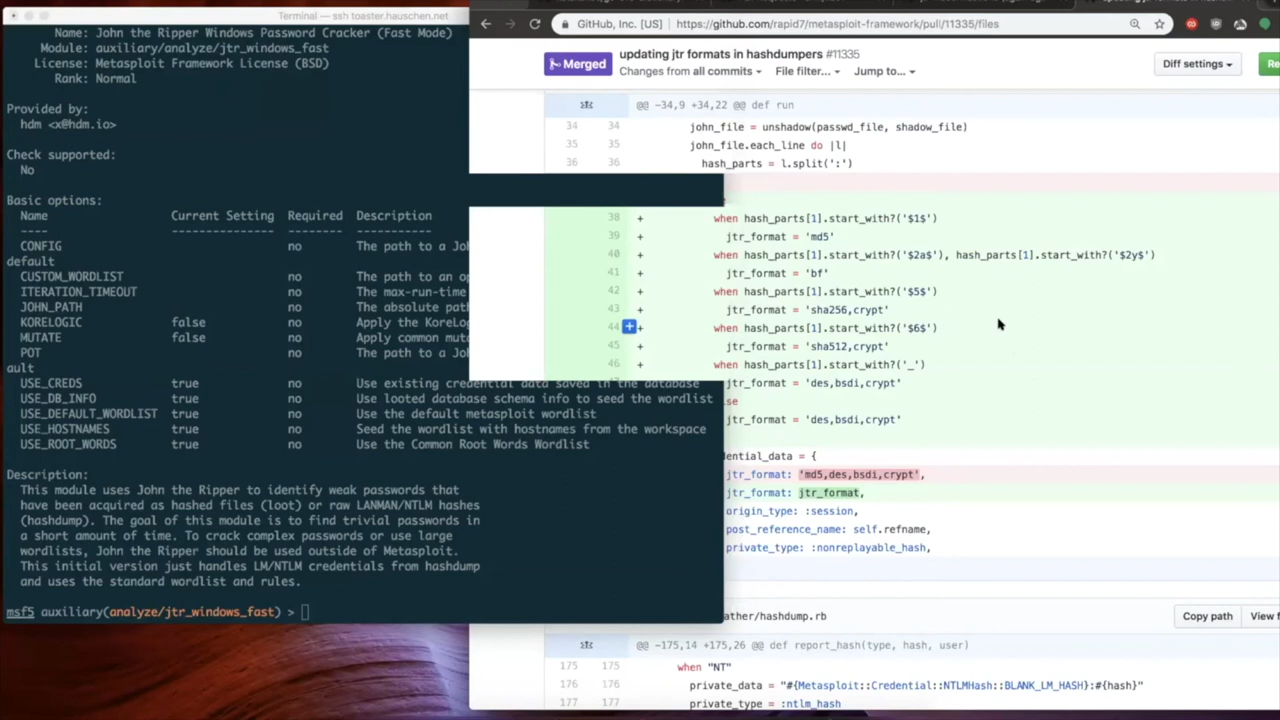 Terminal — ssh toaster.hauschen.net
Name: John the Ripper Windows Password Cracker (Fast Mode)
Module: auxiliary/analyze/jtr_windows_fast
License: Metasploit Framework License (BSD)
Rank: Normal
Provided by:
hdm <x@hdm.io>
Check supported:
No
Basic options:
Name Current Setting Required Description
---- --------------- -------- -----------
CONFIG no The path to a Joh
default
CUSTOM_WORDLIST no The path to an op
ITERATION_TIMEOUT no The max-run-time
JOHN_PATH no The absolute path
KORELOGIC false no Apply the KoreLog
MUTATE false no Apply common muta
POT no The path to a Joh
ault
USE_CREDS true no Use existing credential data saved in the database
USE_DB_INFO true no Use looted database schema info to seed the wordlist
USE_DEFAULT_WORDLIST true no Use the default metasploit wordlist
USE_HOSTNAMES true no Seed the wordlist with hostnames from the workspace
USE_ROOT_WORDS true no Use the Common Root Words Wordlist
Description:
This module uses John the Ripper to identify weak passwords that
have been acquired as hashed files (loot) or raw LANMAN/NTLM hashes
(hashdump). The goal of this module is to find trivial passwords in
a short amount of time. To crack complex passwords or use large
wordlists, John the Ripper should be used outside of Metasploit.
This initial version just handles LM/NTLM credentials from hashdump
and uses the standard wordlist and rules.
msf5 auxiliary(analyze/jtr_windows_fast) >
GitHub, Inc. [US] https://github.com/rapid7/metasploit-framework/pull/11335/files
Merged
updating jtr formats in hashdumpers #11335
Changes from all commits File filter... Jump to...
Diff settings
Re
@@ -34,9 +34,22 @@ def run
34 34 john_file = unshadow(passwd_file, shadow_file)
35 35 john_file.each_line do |l|
36 36 hash_parts = l.split(':')
38 + when hash_parts[1].start_with?('$1$')
39 + jtr_format = 'md5'
40 + when hash_parts[1].start_with?('$2a$'), hash_parts[1].start_with?('$2y$')
41 + jtr_format = 'bf'
42 + when hash_parts[1].start_with?('$5$')
43 + jtr_format = 'sha256,crypt'
44 + when hash_parts[1].start_with?('$6$')
45 + jtr_format = 'sha512,crypt'
46 + when hash_parts[1].start_with?('_')
jtr_format = 'des,bsdi,crypt'
se
jtr_format = 'des,bsdi,crypt'
dential_data = {
jtr_format: 'md5,des,bsdi,crypt',
jtr_format: jtr_format,
origin_type: :session,
post_reference_name: self.refname,
private_type: :nonreplayable_hash,
ather/hashdump.rb
Copy path
View f
@@ -175,14 +175,26 @@ def report_hash(type, hash, user)
175 175 when "NT"
176 176 private_data = "#{Metasploit::Credential::NTLMHash::BLANK_LM_HASH}:#{hash}"
177 177 private_type = :ntlm_hash